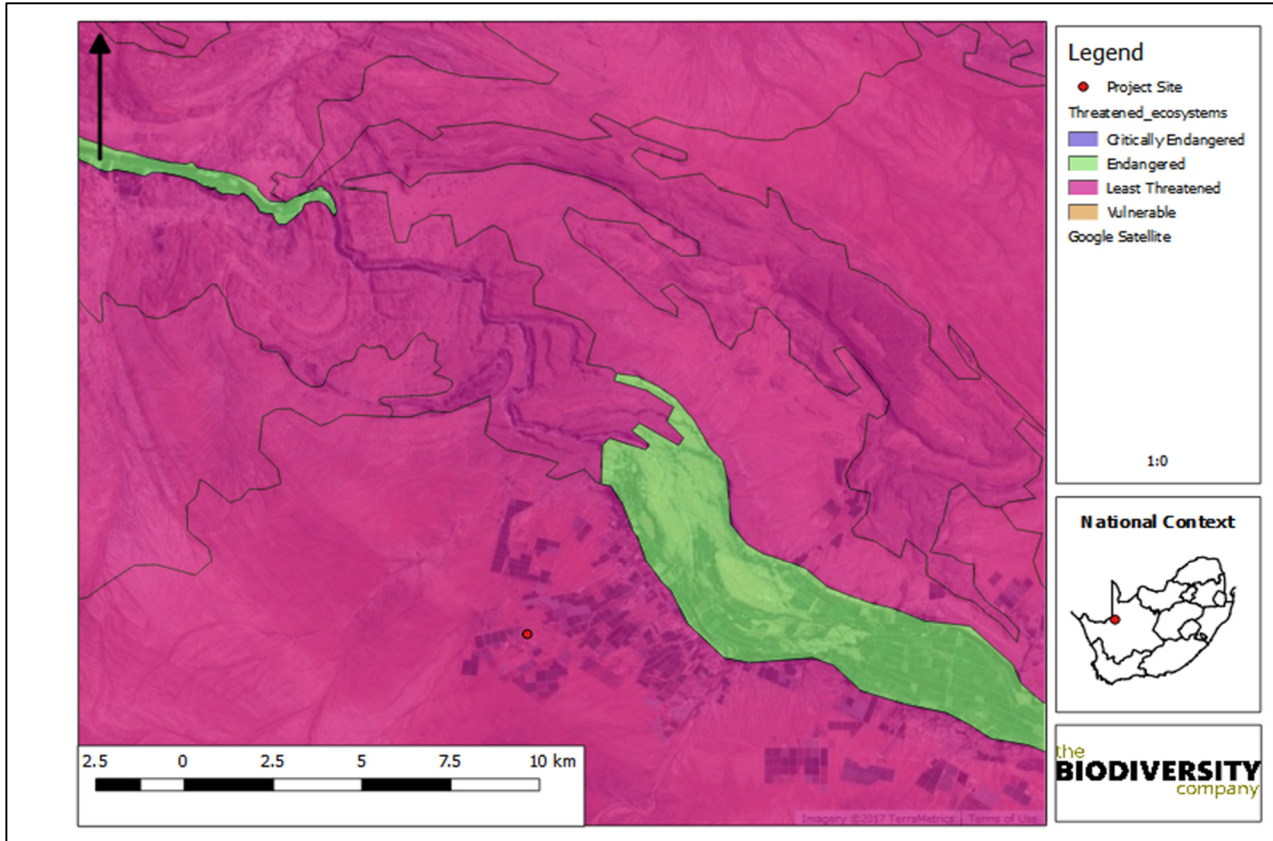 Legend
Project Site
Threatened_ecosystems
Critically Endangered
Endangered
Least Threatened
Vulnerable
Google Satellite
1:0
National Context
the
BIODIVERSITY
company
2.5 0 2.5 5 7.5 10 km
Imagery ©2017 TerraMetrics | Terms of Use